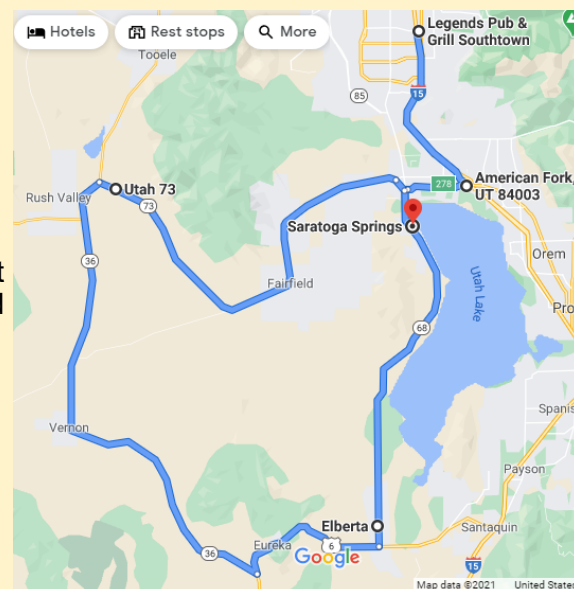 Hotels
Rest stops
More
Legends Pub &
Grill Southtown
Tooele
85
15
278
American Fork,
UT 84003
Utah 73
Rush Valley
73
Saratoga Springs
36
Fairfield
Utah Lake
Orem
Pro
68
Vernon
Spanis
Payson
Elberta
Santaquin
6
36
Eureka
Google
15
Map data ©2021
United States